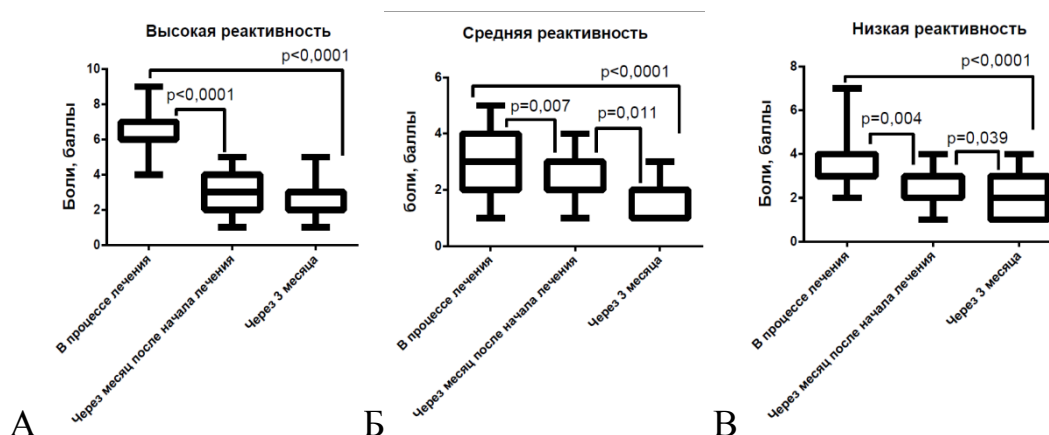 Высокая реактивность
p<0,0001
p<0,0001
Боли, баллы
10
8
6
4
2
0
В процессе лечения
Через месяц после начала лечения
Через 3 месяца
А
Средняя реактивность
p<0,0001
p=0,007
p=0,011
боли, баллы
6
4
2
0
В процессе лечения
Через месяц после начала лечения
Через 3 месяца
Б
Низкая реактивность
p<0,0001
p=0,004
p=0,039
Боли, баллы
8
6
4
2
0
В процессе лечения
Через месяц после начала лечения
Через 3 месяца
В